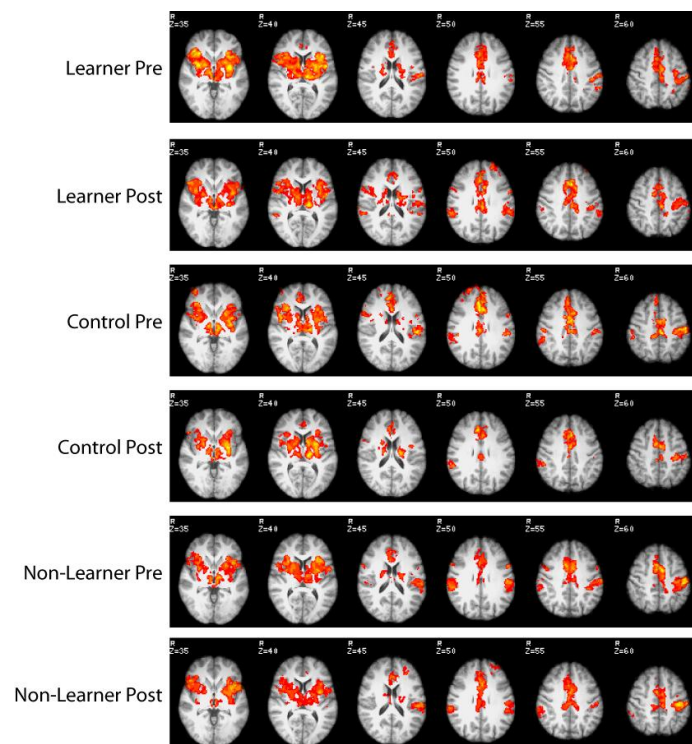 R R R R R R
Z=35 Z=40 Z=45 Z=50 Z=55 Z=60
Learner Pre
R R R R R R
Z=35 Z=40 Z=45 Z=50 Z=55 Z=60
Learner Post
R R R R R R
Z=35 Z=40 Z=45 Z=50 Z=55 Z=60
Control Pre
R R R R R R
Z=35 Z=40 Z=45 Z=50 Z=55 Z=60
Control Post
R R R R R R
Z=35 Z=40 Z=45 Z=50 Z=55 Z=60
Non-Learner Pre
R R R R R R
Z=35 Z=40 Z=45 Z=50 Z=55 Z=60
Non-Learner Post